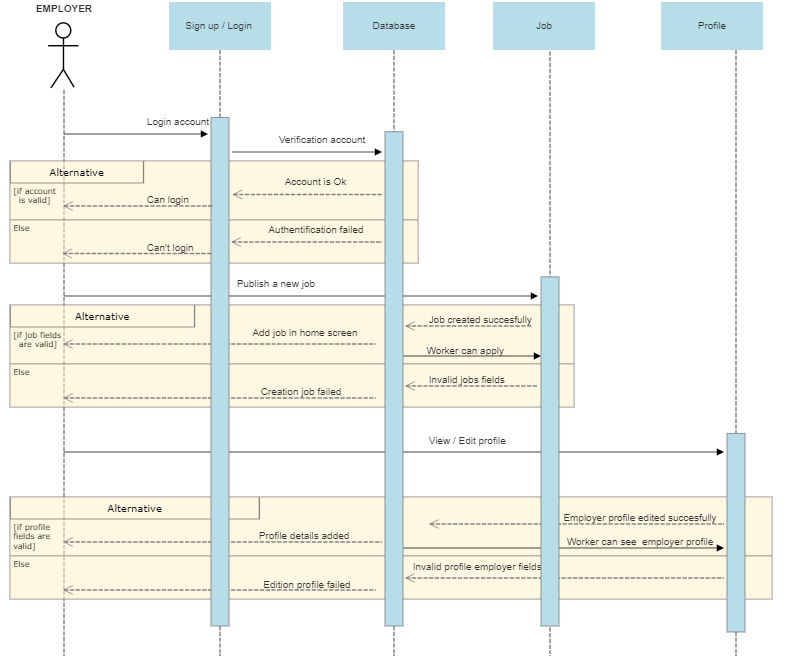 EMPLOYER
Sign up / Login
Database
Job
Profile
Login account
Verification account
Alternative
[if account
is valid]
Account is Ok
Can login
Else
Authentification failed
Can't login
Publish a new job
Alternative
[if job fields
are valid]
Job created succesfully
Add job in home screen
Worker can apply
Else
Invalid jobs fields
Creation job failed
View / Edit profile
Alternative
[if profile
fields are
valid]
Employer profile edited succesfully
Profile details added
Worker can see employer profile
Else
Invalid profile employer fields
Edition profile failed